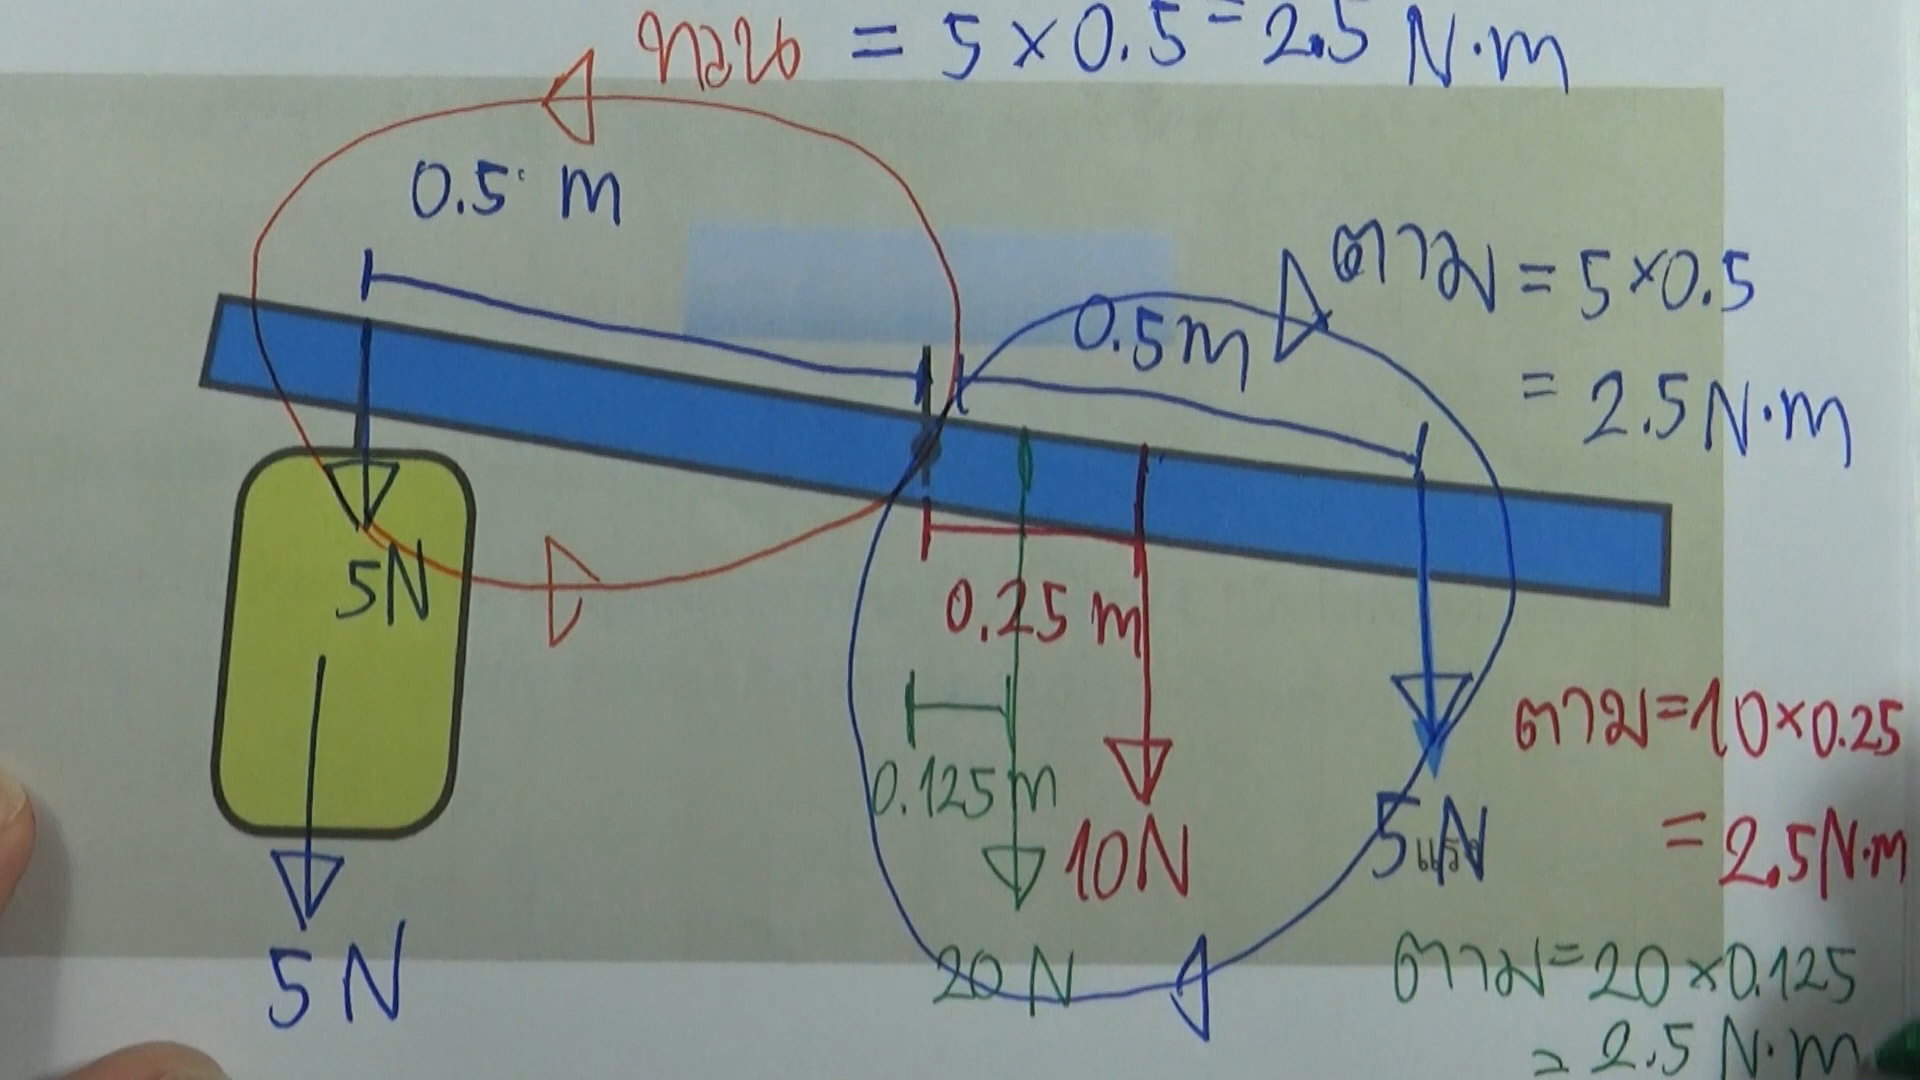 ทวน = 5 × 0.5 = 2.5 N·m
0.5 m
0.5 m
ตาม = 5 × 0.5
= 2.5 N·m
5N
0.25 m
0.125 m
10N
5N
ตาม = 10 × 0.25
= 2.5 N·m
5N
20 N
ตาม = 20 × 0.125
= 2.5 N·m